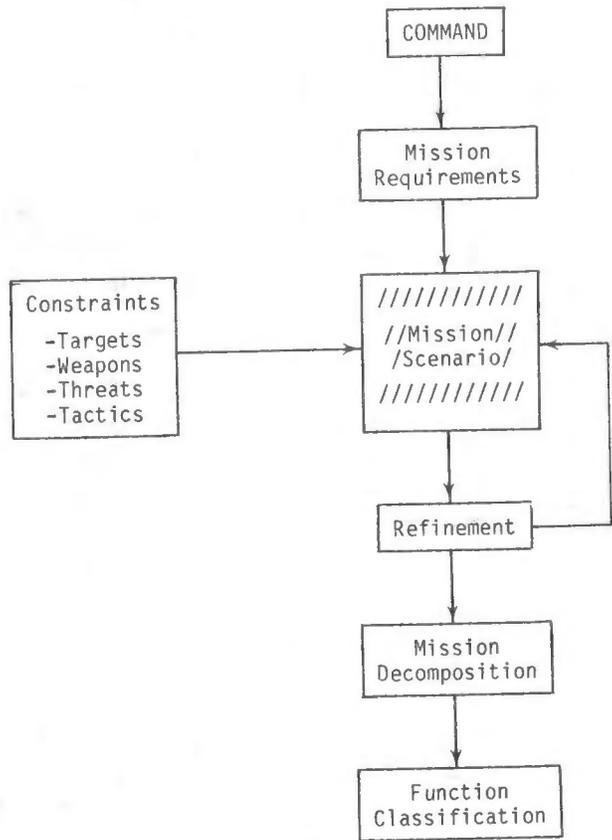 COMMAND
Mission
Requirements
Constraints
-Targets
-Weapons
-Threats
-Tactics
////////////
//Mission//
/Scenario/
////////////
Refinement
Mission
Decomposition
Function
Classification